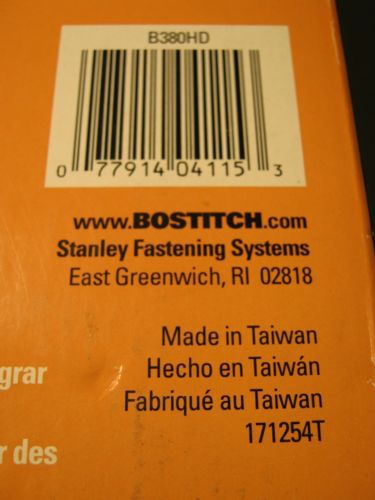 B380HD
0 77914 04115 3
www.BOSTITCH.com
Stanley Fastening Systems
East Greenwich, RI 02818
Made in Taiwan
grar
Hecho en Taiwán
Fabriqué au Taiwan
171254T
r des